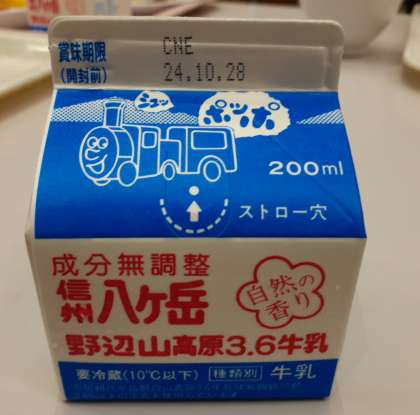 賞味期限 CNE
(開封前) 24.10.28
シュッ
ポッポ
200ml
ストロー穴
成分無調整
信州 八ヶ岳
自然の
香り
野辺山高原3.6牛乳
要冷蔵(10℃以下) 種類別 牛乳